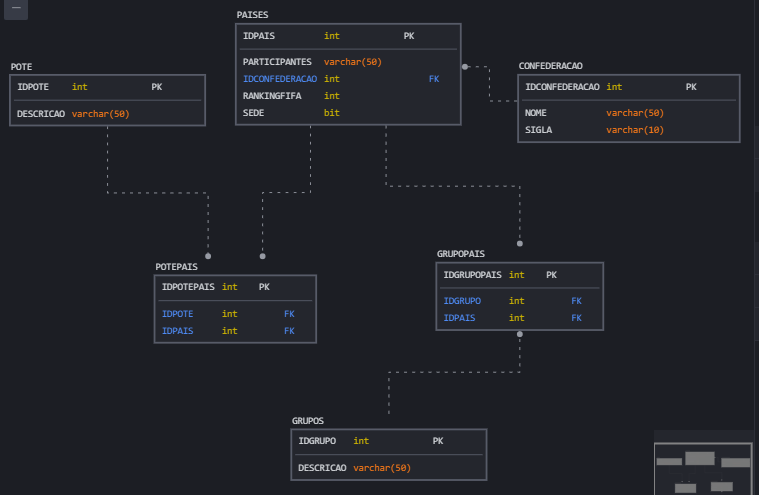 PAISES
IDPAIS int PK
PARTICIPANTES varchar(50)
IDCONFEDERACAO int FK
RANKINGFIFA int
SEDE bit
POTE
IDPOTE int PK
DESCRICAO varchar(50)
CONFEDERACAO
IDCONFEDERACAO int PK
NOME varchar(50)
SIGLA varchar(10)
POTEPAIS
IDPOTEPAIS int PK
IDPOTE int FK
IDPAIS int FK
GRUPOPAIS
IDGRUPOPAIS int PK
IDGRUPO int FK
IDPAIS int FK
GRUPOS
IDGRUPO int PK
DESCRICAO varchar(50)